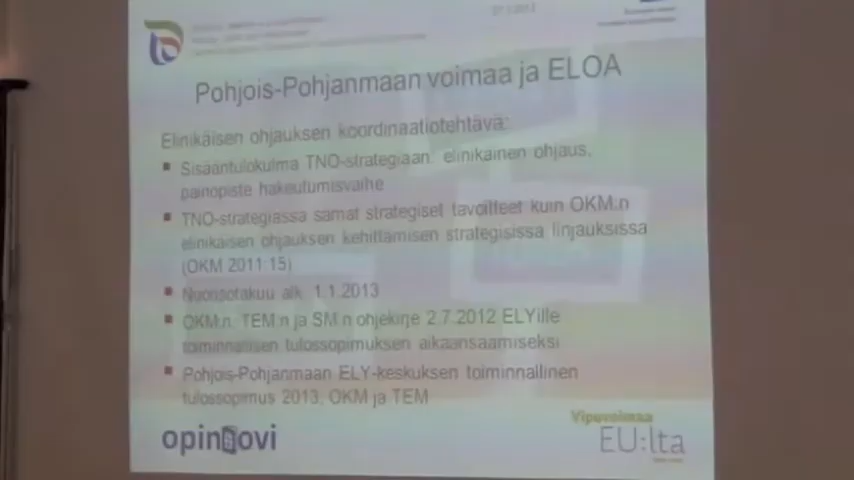 Pohjois-Pohjanmaan voimaa ja ELOA
Elinikäisen ohjauksen koordinaatiotehtävä:
Sisääntulokulma TNO-strategiaan: elinikäinen ohjaus,
painopiste hakeutumisvaihe
TNO-strategiassa samat strategiset tavoitteet kuin OKM:n
elinikäisen ohjauksen kehittämisen strategisissa linjauksissa
(OKM 2011:15)
Nuorisotakuu alk. 1.1.2013
OKM:n, TEM:n ja SM:n ohjekirje 2.7.2012 ELYille
toiminnallisen tulossopimuksen aikaansaamiseksi
Pohjois-Pohjanmaan ELY-keskuksen toiminnallinen
tulossopimus 2013, OKM ja TEM
opinovi
Vipuvoimaa
EU:lta